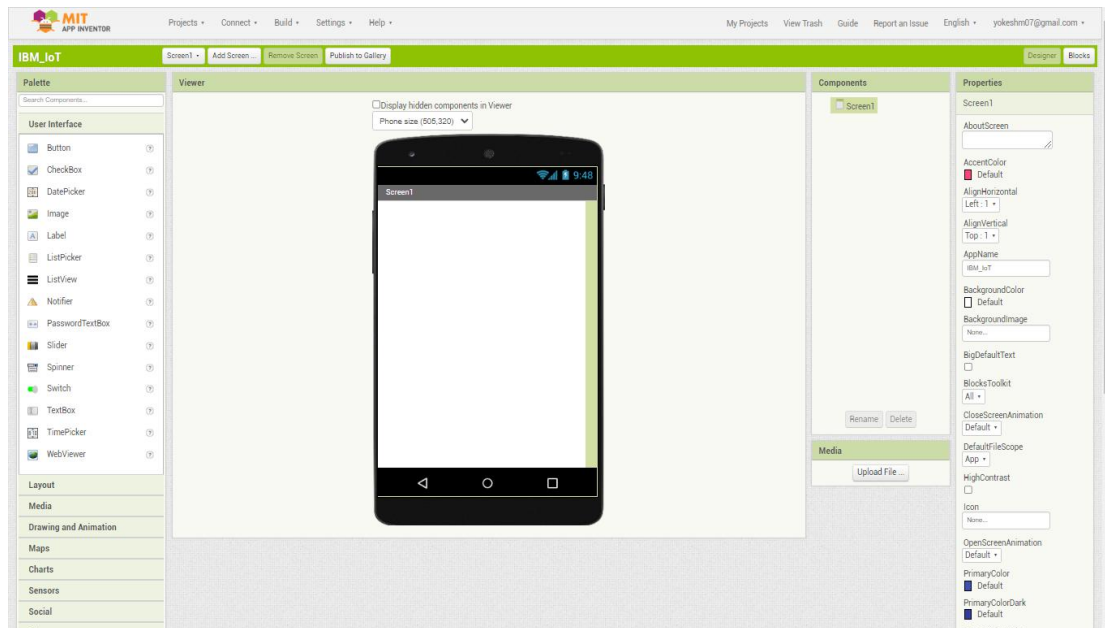 MIT
APP INVENTOR
Projects Connect Build Settings Help
My Projects View Trash Guide Report an Issue English yokeshm07@gmail.com
IBM_IoT
Screen1 Add Screen ... Remove Screen Publish to Gallery
Designer Blocks
Palette
Search Components...
User Interface
Button
CheckBox
DatePicker
Image
Label
ListPicker
ListView
Notifier
PasswordTextBox
Slider
Spinner
Switch
TextBox
TimePicker
WebViewer
Layout
Media
Drawing and Animation
Maps
Charts
Sensors
Social
Viewer
Display hidden components in Viewer
Phone size (505,320)
9:48
Screen1
Components
Screen1
Rename Delete
Media
Upload File ...
Properties
Screen1
AboutScreen
AccentColor
Default
AlignHorizontal
Left : 1
AlignVertical
Top : 1
AppName
IBM_IoT
BackgroundColor
Default
BackgroundImage
None...
BigDefaultText
BlocksToolkit
All
CloseScreenAnimation
Default
DefaultFileScope
App
HighContrast
Icon
None...
OpenScreenAnimation
Default
PrimaryColor
Default
PrimaryColorDark
Default